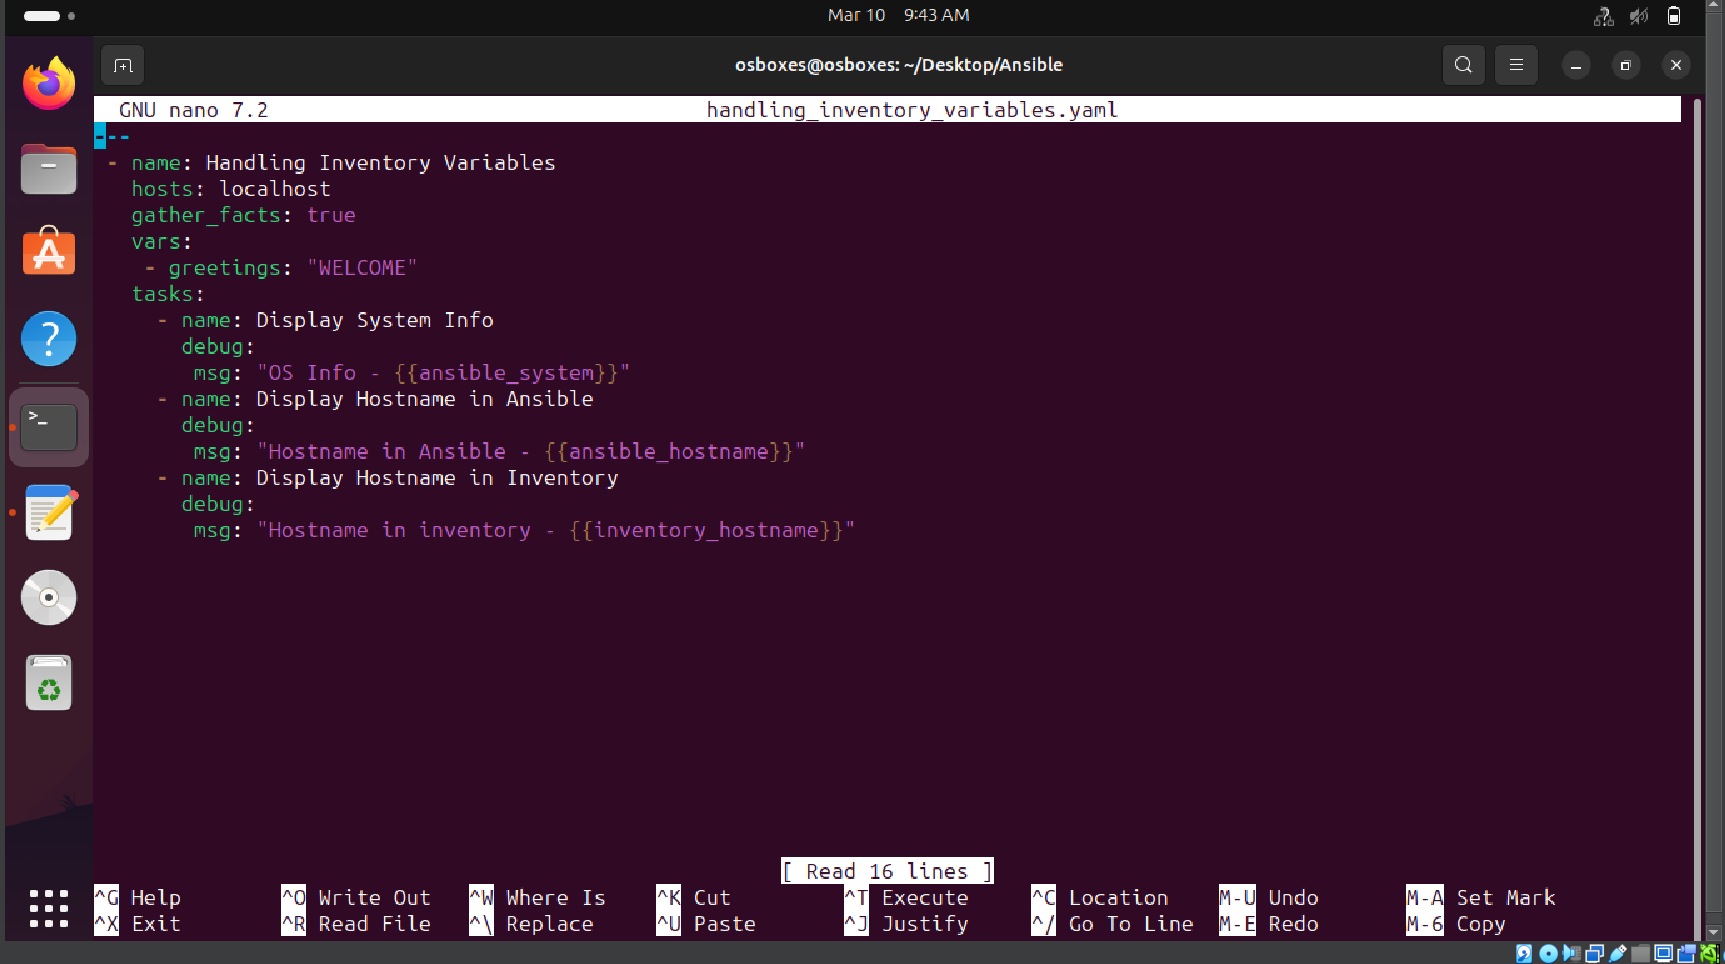 Mar 10 9:43 AM
osboxes@osboxes: ~/Desktop/Ansible
GNU nano 7.2 handling_inventory_variables.yaml
---
- name: Handling Inventory Variables
  hosts: localhost
  gather_facts: true
  vars:
   - greetings: "WELCOME"
  tasks:
    - name: Display System Info
      debug:
       msg: "OS Info - {{ansible_system}}"
    - name: Display Hostname in Ansible
      debug:
       msg: "Hostname in Ansible - {{ansible_hostname}}"
    - name: Display Hostname in Inventory
      debug:
       msg: "Hostname in inventory - {{inventory_hostname}}"
[ Read 16 lines ]
^G Help ^O Write Out ^W Where Is ^K Cut ^T Execute ^C Location M-U Undo M-A Set Mark
^X Exit ^R Read File ^\ Replace ^U Paste ^J Justify ^/ Go To Line M-E Redo M-6 Copy